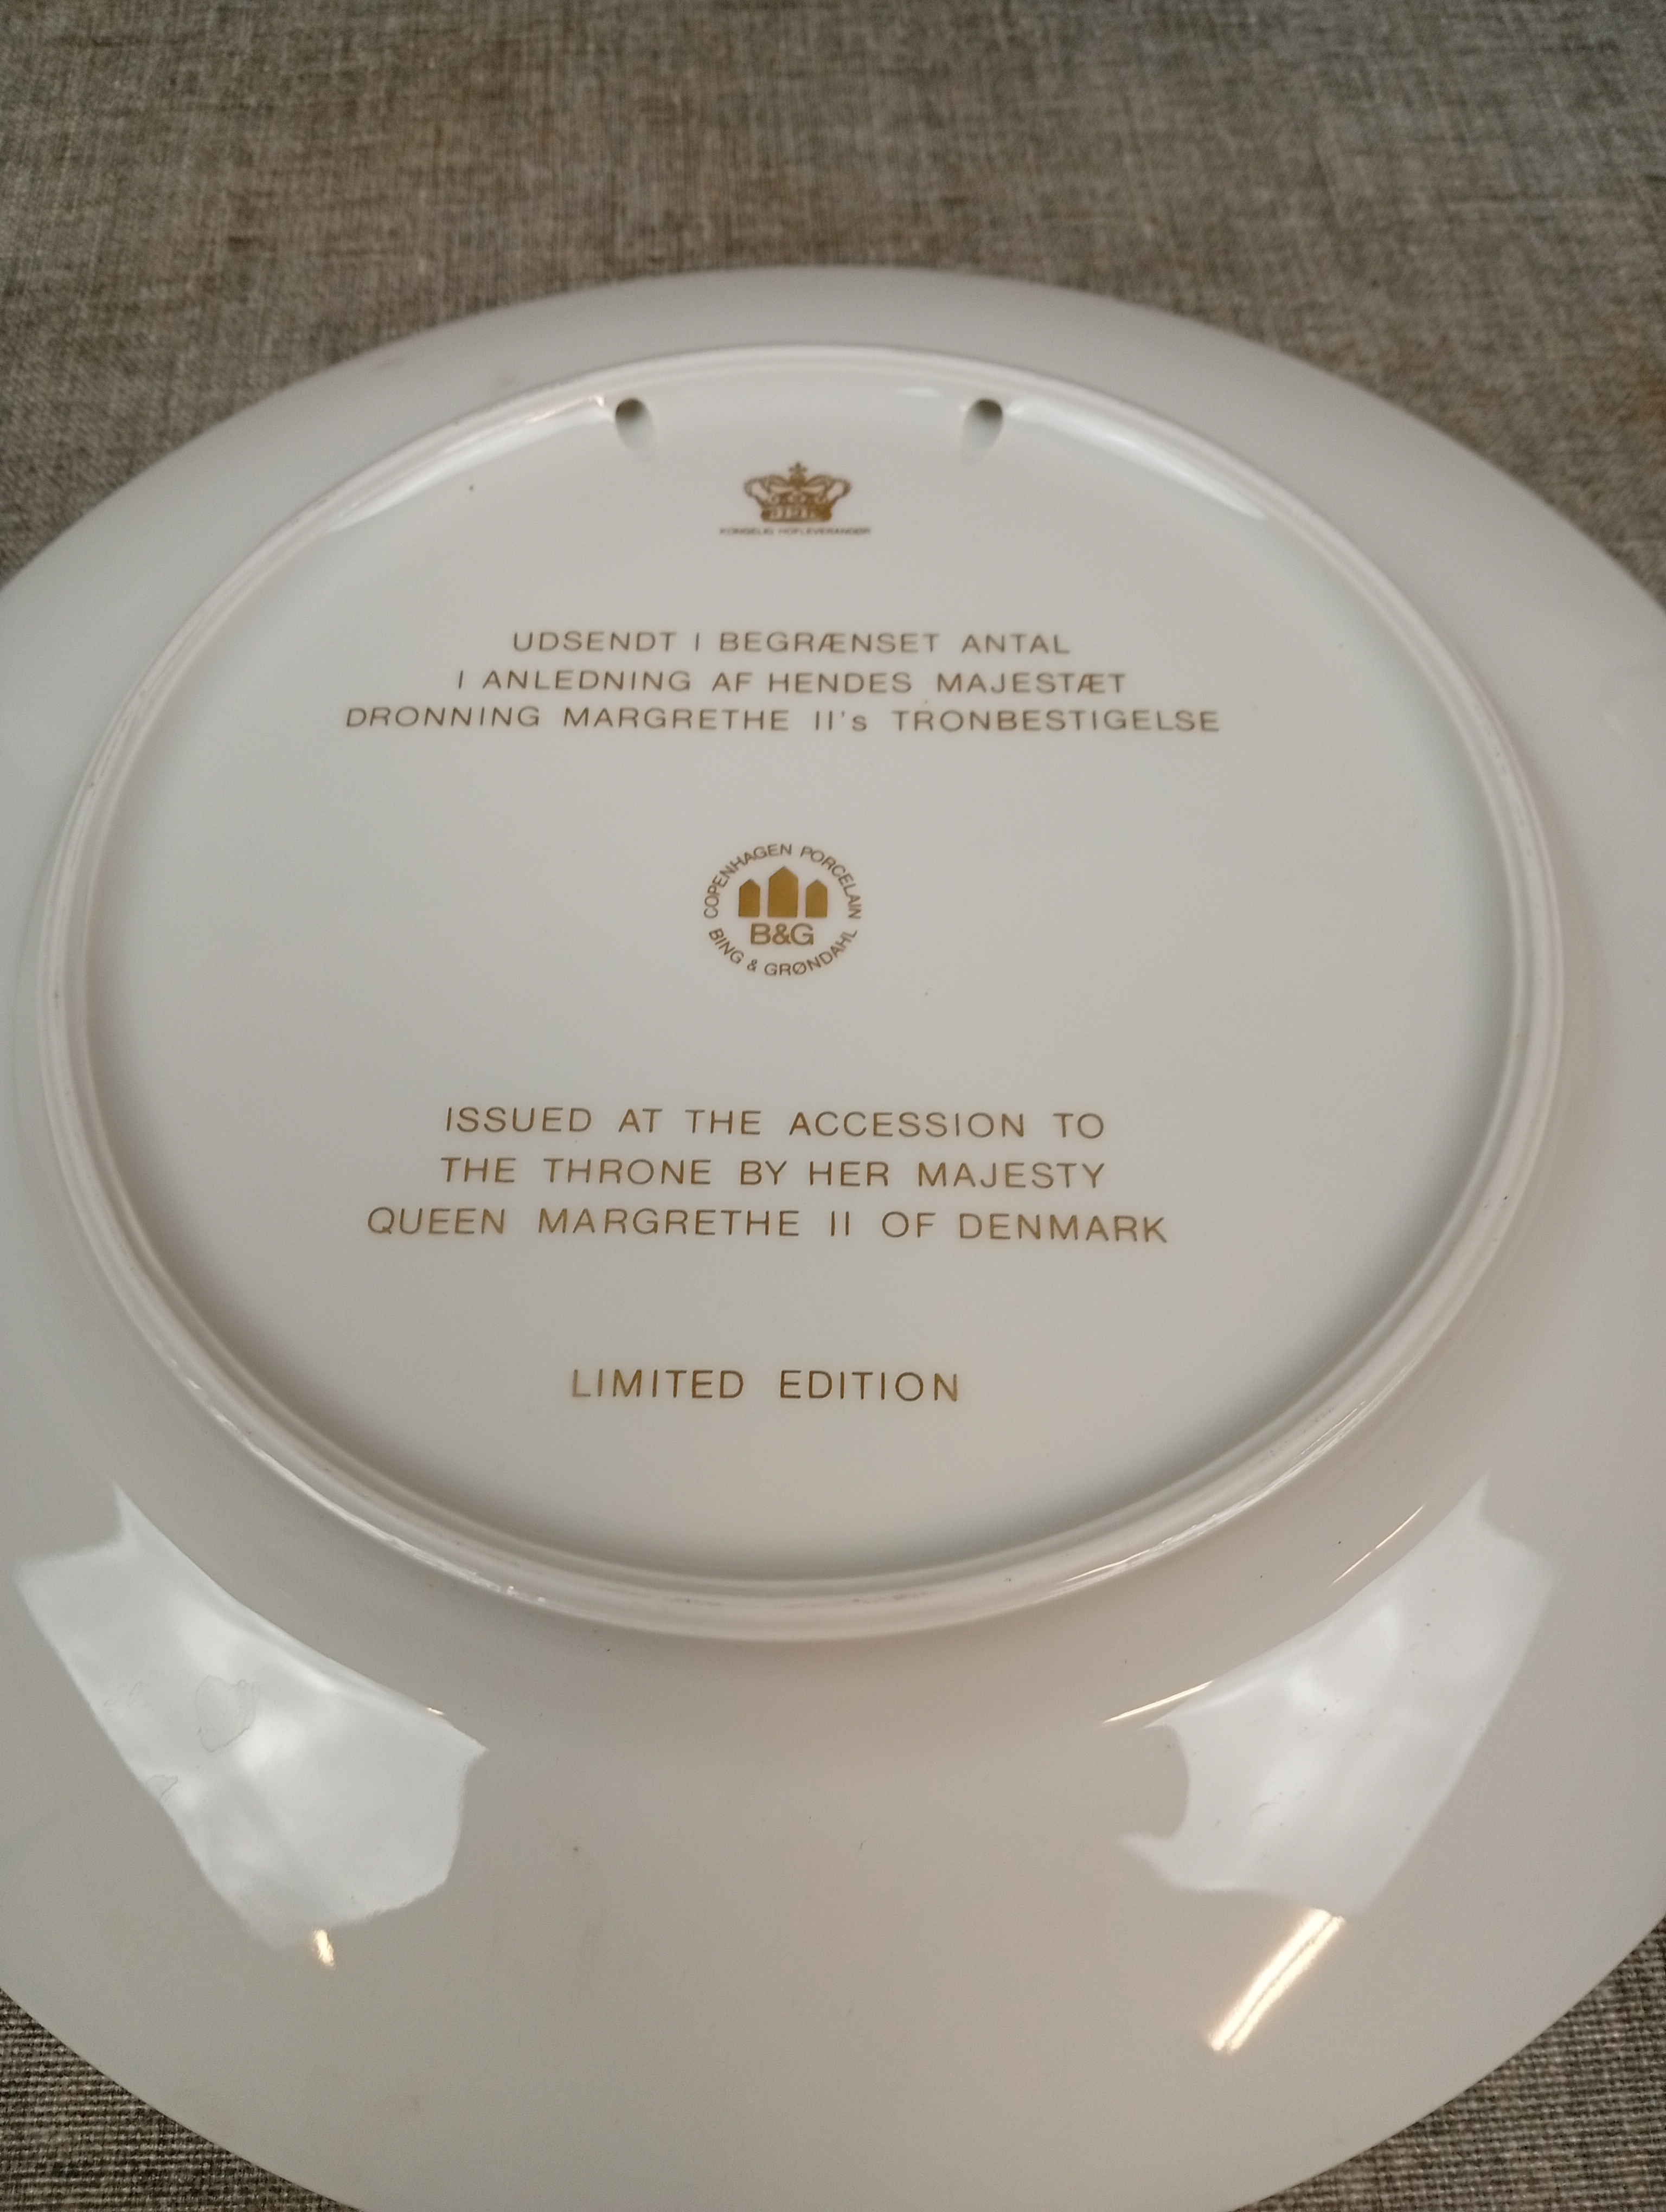 KONGELIG HOFLEVERANDØR
UDSENDT I BEGRÆNSET ANTAL
I ANLEDNING AF HENDES MAJESTÆT
DRONNING MARGRETHE II's TRONBESTIGELSE
COPENHAGEN PORCELAIN
B&G
BING & GRØNDAHL
ISSUED AT THE ACCESSION TO
THE THRONE BY HER MAJESTY
QUEEN MARGRETHE II OF DENMARK
LIMITED EDITION